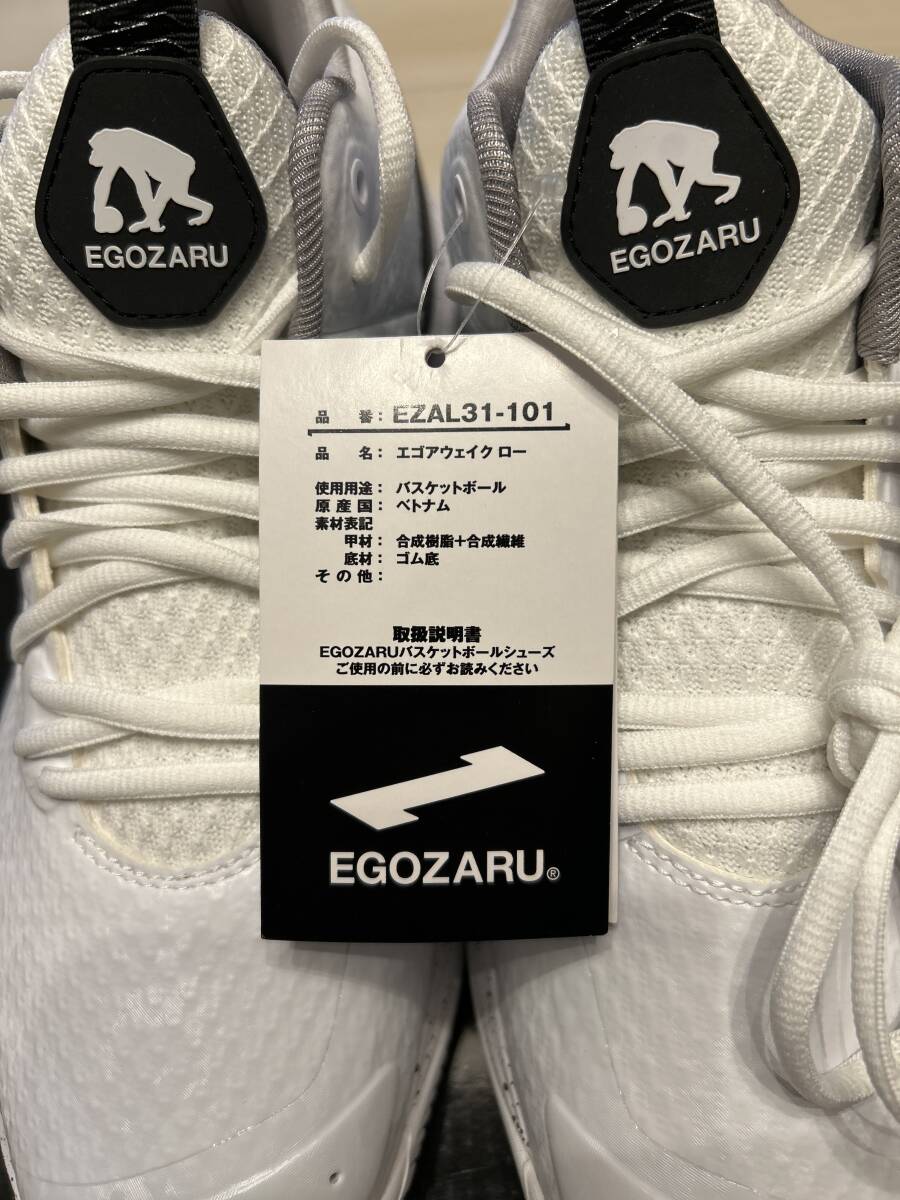 EGOZARU
EGOZARU
品番：EZAL31-101
品名：エゴアウェイク ロー
使用用途：バスケットボール
原産国：ベトナム
素材表記
甲材：合成樹脂＋合成繊維
底材：ゴム底
その他：
取扱説明書
EGOZARUバスケットボールシューズ
ご使用の前に必ずお読みください
EGOZARU®